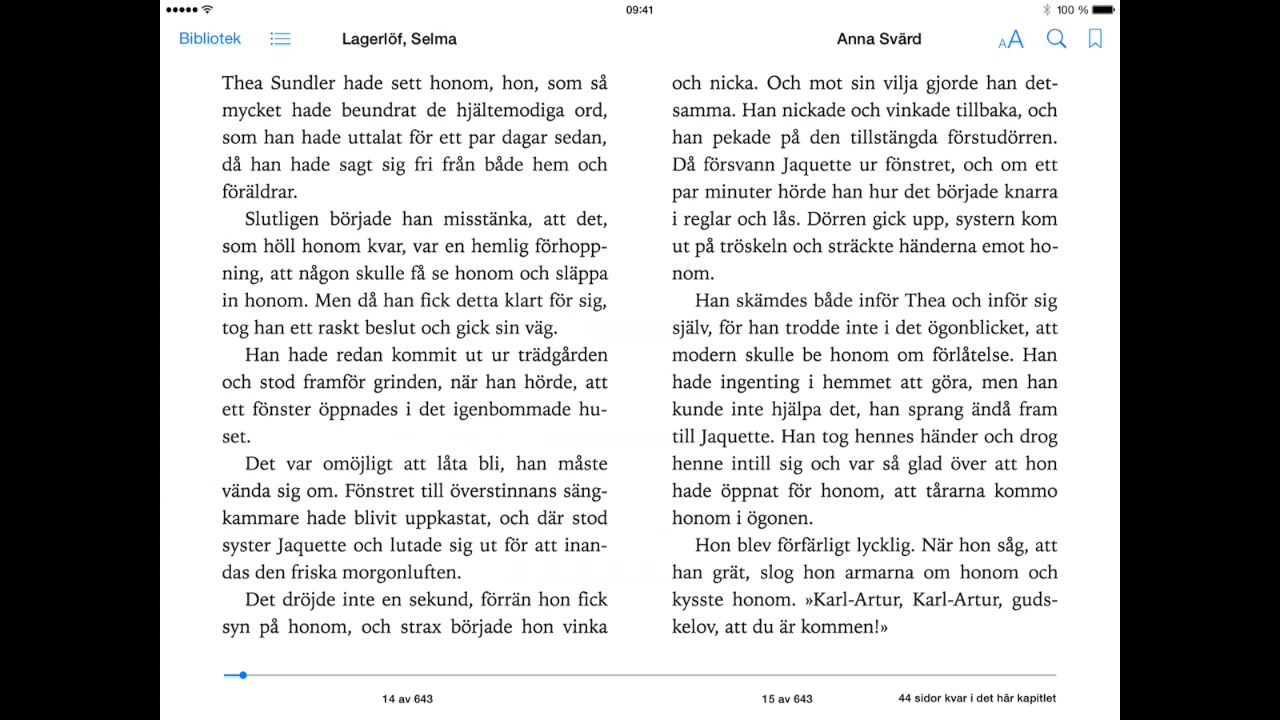 09:41
100 %
Bibliotek
Lagerlöf, Selma
Anna Svärd
AA
Thea Sundler hade sett honom, hon, som så
mycket hade beundrat de hjältemodiga ord,
som han hade uttalat för ett par dagar sedan,
då han hade sagt sig fri från både hem och
föräldrar.
Slutligen började han misstänka, att det,
som höll honom kvar, var en hemlig förhopp-
ning, att någon skulle få se honom och släppa
in honom. Men då han fick detta klart för sig,
tog han ett raskt beslut och gick sin väg.
Han hade redan kommit ut ur trädgården
och stod framför grinden, när han hörde, att
ett fönster öppnades i det igenbommade hu-
set.
Det var omöjligt att låta bli, han måste
vända sig om. Fönstret till överstinnans säng-
kammare hade blivit uppkastat, och där stod
syster Jaquette och lutade sig ut för att inan-
das den friska morgonluften.
Det dröjde inte en sekund, förrän hon fick
syn på honom, och strax började hon vinka
och nicka. Och mot sin vilja gjorde han det-
samma. Han nickade och vinkade tillbaka, och
han pekade på den tillstängda förstudörren.
Då försvann Jaquette ur fönstret, och om ett
par minuter hörde han hur det började knarra
i reglar och lås. Dörren gick upp, systern kom
ut på tröskeln och sträckte händerna emot ho-
nom.
Han skämdes både inför Thea och inför sig
själv, för han trodde inte i det ögonblicket, att
modern skulle be honom om förlåtelse. Han
hade ingenting i hemmet att göra, men han
kunde inte hjälpa det, han sprang ändå fram
till Jaquette. Han tog hennes händer och drog
henne intill sig och var så glad över att hon
hade öppnat för honom, att tårarna kommo
honom i ögonen.
Hon blev förfärligt lycklig. När hon såg, att
han grät, slog hon armarna om honom och
kysste honom. »Karl-Artur, Karl-Artur, guds-
kelov, att du är kommen!»
14 av 643
15 av 643
44 sidor kvar i det här kapitlet